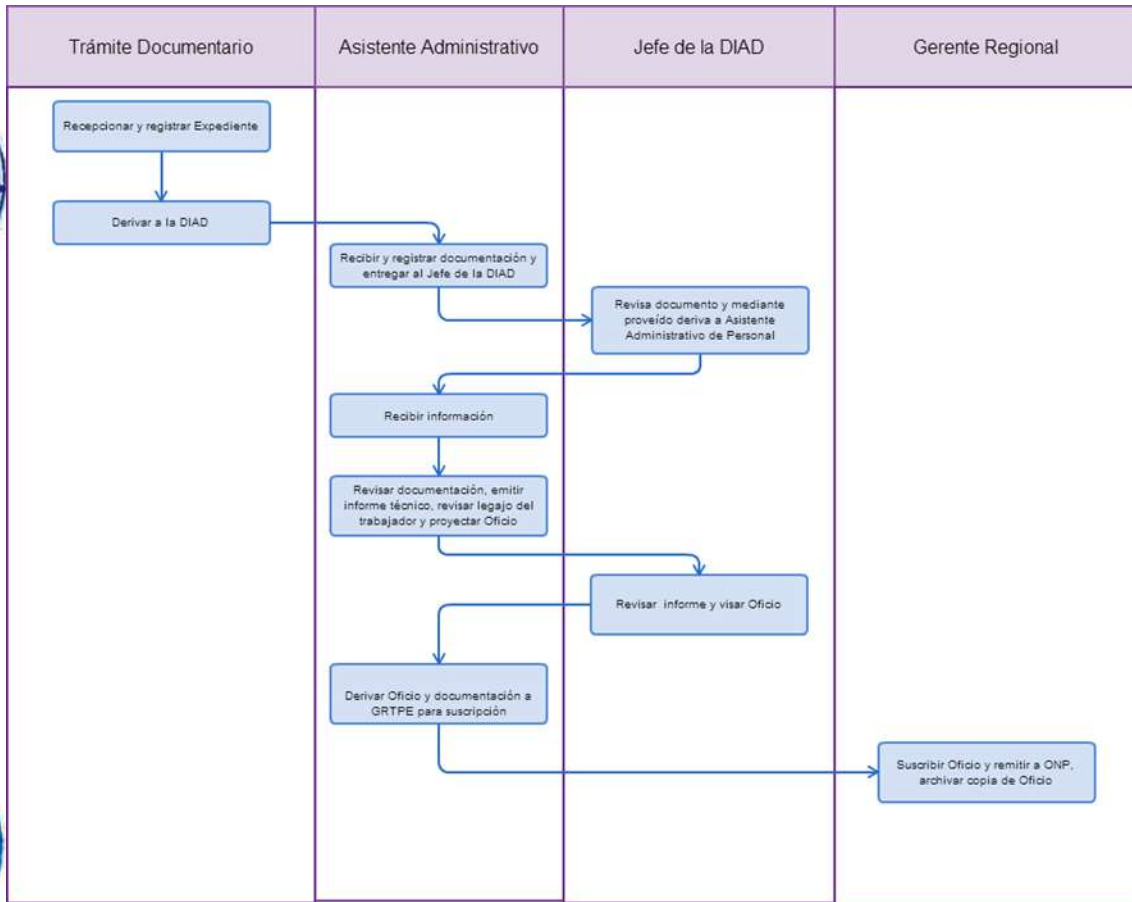 Trámite Documentario
Asistente Administrativo
Jefe de la DIAD
Gerente Regional
Recepcionar y registrar Expediente
Derivar a la DIAD
Recibir y registrar documentación y
entregar al Jefe de la DIAD
Revisa documento y mediante
proveído deriva a Asistente
Administrativo de Personal
Recibir información
Revisar documentación, emitir
informe técnico, revisar legajo del
trabajador y proyectar Oficio
Revisar informe y visar Oficio
Derivar Oficio y documentación a
GRTPE para suscripción
Suscribir Oficio y remitir a ONP,
archivar copia de Oficio